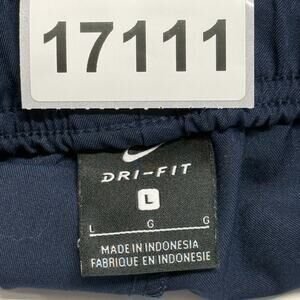 17111
DRI-FIT
L
L G G
MADE IN INDONESIA
FABRIQUE EN INDONESIE